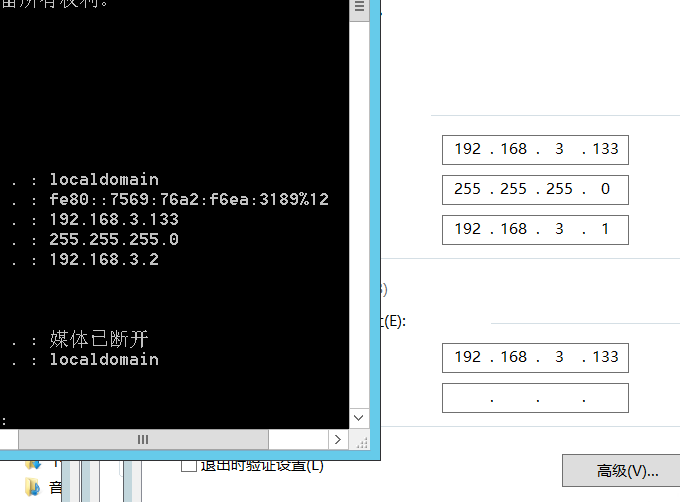 留所有权利。
. : localdomain
. : fe80::7569:76a2:f6ea:3189%12
. : 192.168.3.133
. : 255.255.255.0
. : 192.168.3.2
. : 媒体已断开
. : localdomain
:
192 . 168 . 3 . 133
255 . 255 . 255 . 0
192 . 168 . 3 . 1
)
(E):
192 . 168 . 3 . 133
. . .
退出时验证设置(L)
高级(V)...
音